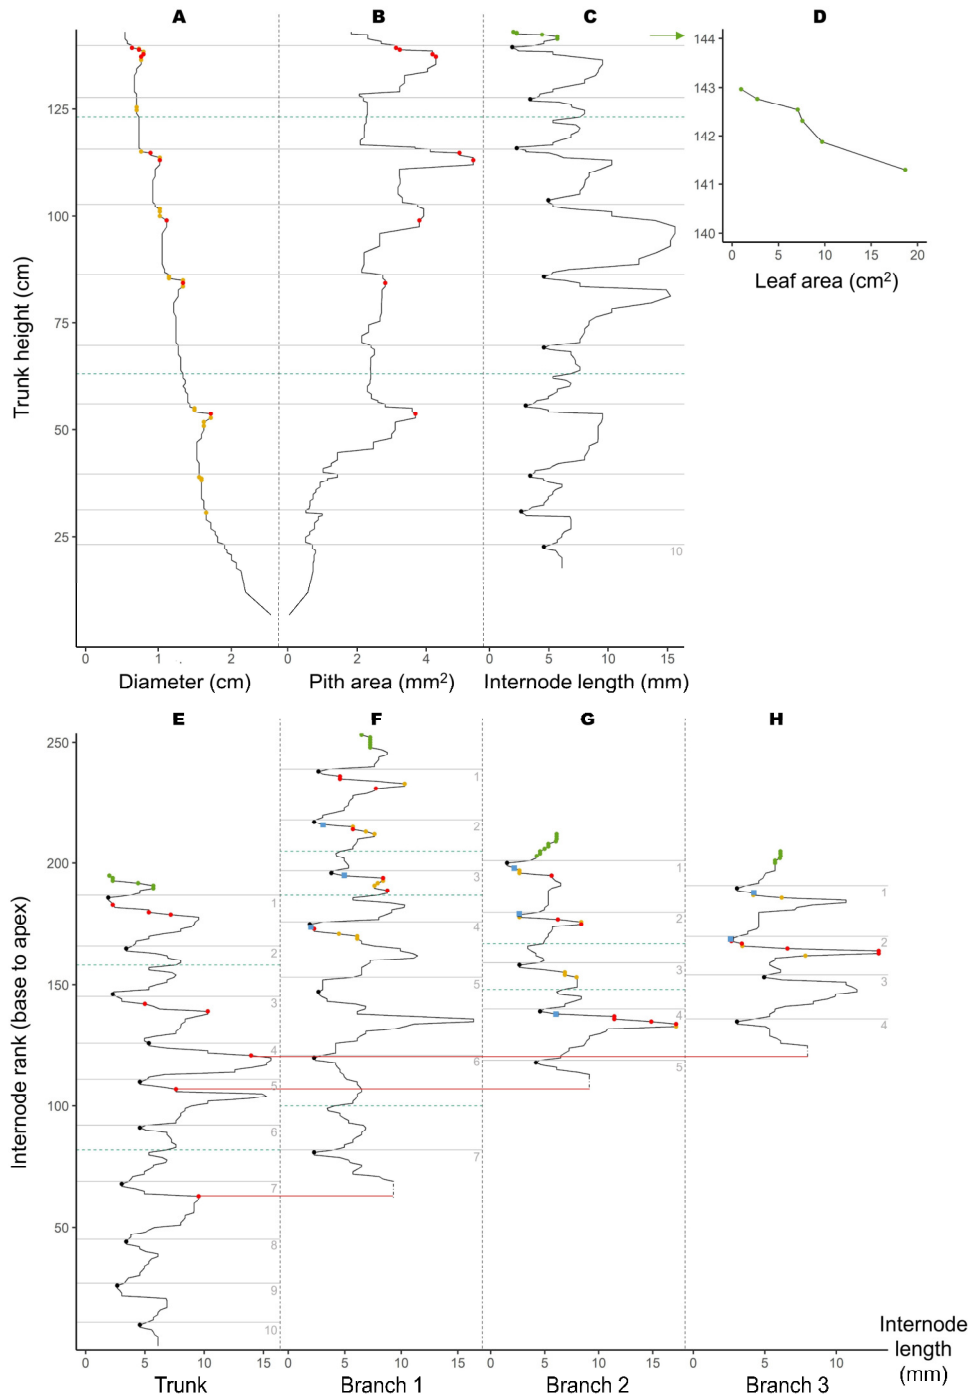 A B C D
144
143
142
141
140
0 5 10 15 20
Leaf area (cm²)
Trunk height (cm)
125
100
75
50
25
10
0 1 2
0 2 4
0 5 10 15
Diameter (cm) Pith area (mm²) Internode length (mm)
E F G H
Internode rank (base to apex)
250
200
150
100
50
1
2
3
4
5
6
7
8
9
10
1
2
3
4
5
6
7
1
2
3
4
5
1
2
3
4
0 5 10 15
0 5 10 15
0 5 10 15
0 5 10
Internode
length
(mm)
Trunk Branch 1 Branch 2 Branch 3